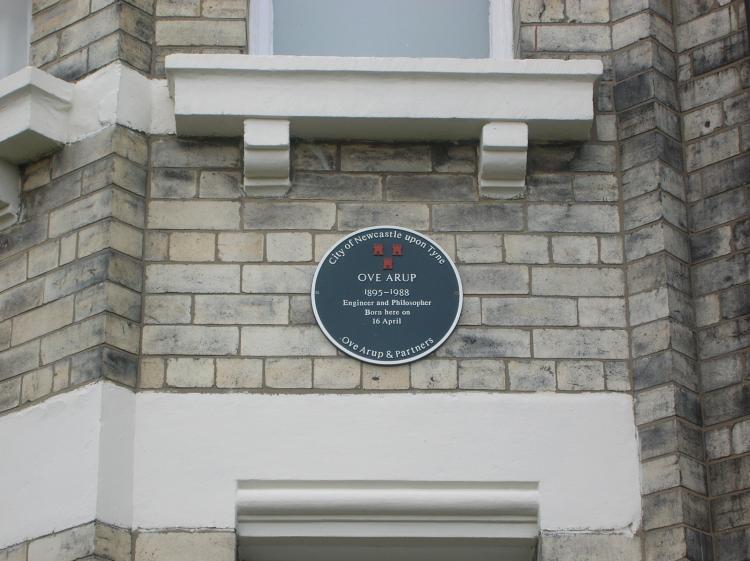 City of Newcastle upon Tyne
OVE ARUP
1895-1988
Engineer and Philosopher
Born here on
16 April
Ove Arup & Partners